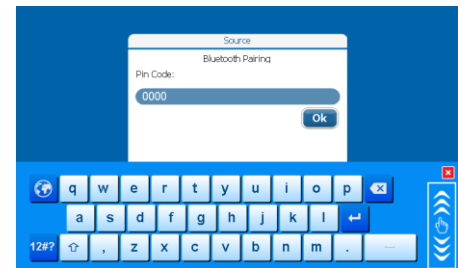 Source
Bluetooth Pairing
Pin Code:
0000
Ok
q w e r t y u i o p
a s d f g h j k l
12#? , z x c v b n m .